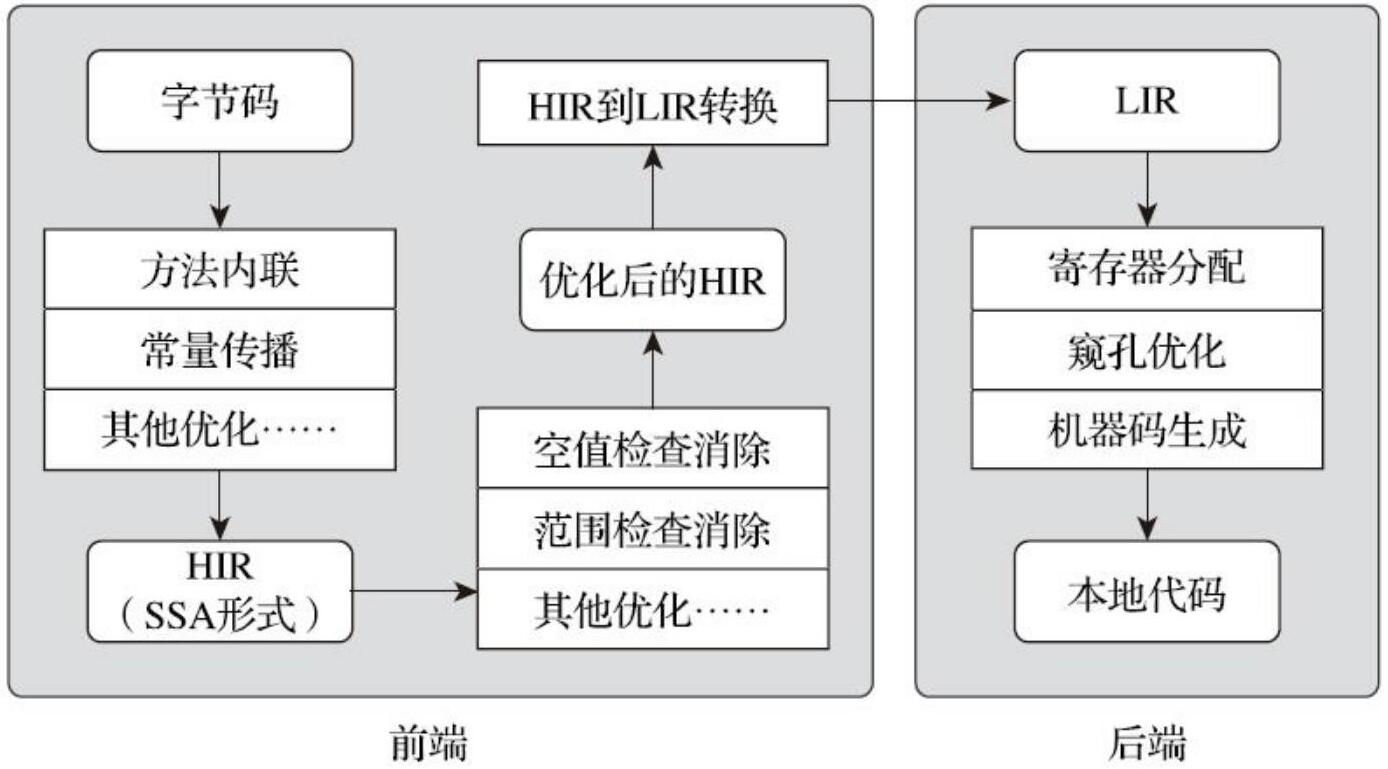 字节码
方法内联
常量传播
其他优化……
HIR
（SSA形式）
空值检查消除
范围检查消除
其他优化……
优化后的HIR
HIR到LIR转换
前端
LIR
寄存器分配
窥孔优化
机器码生成
本地代码
后端